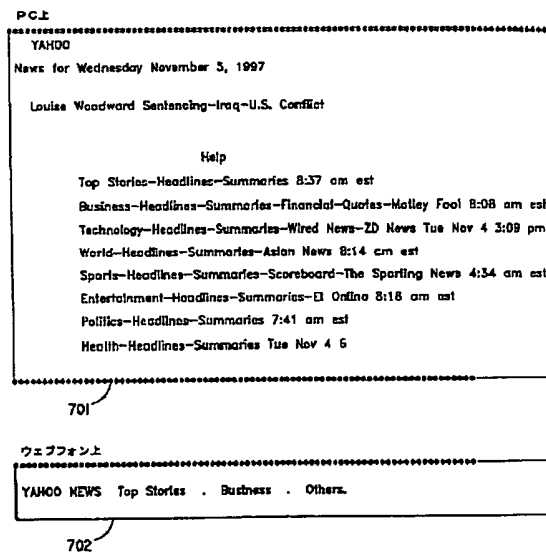 PC上
YAHOO
News for Wednesday November 5, 1997
Louise Woodward Sentencing-Iraq-U.S. Conflict
Help
Top Stories-Headlines-Summaries 8:37 am est
Business-Headlines-Summaries-Financial-Quotes-Motley Fool 8:08 am est
Technology-Headlines-Summaries-Wired News-ZD News Tue Nov 4 3:09 pm
World-Headlines-Summaries-Asian News 8:14 am est
Sports-Headlines-Summaries-Scoreboard-The Sporting News 4:34 am est
Entertainment-Headlines-Summaries-E! Online 8:18 am est
Politics-Headlines-Summaries 7:41 am est
Health-Headlines-Summaries Tue Nov 4 6
701
ウェブフォン上
YAHOO NEWS Top Stories . Business . Others.
702